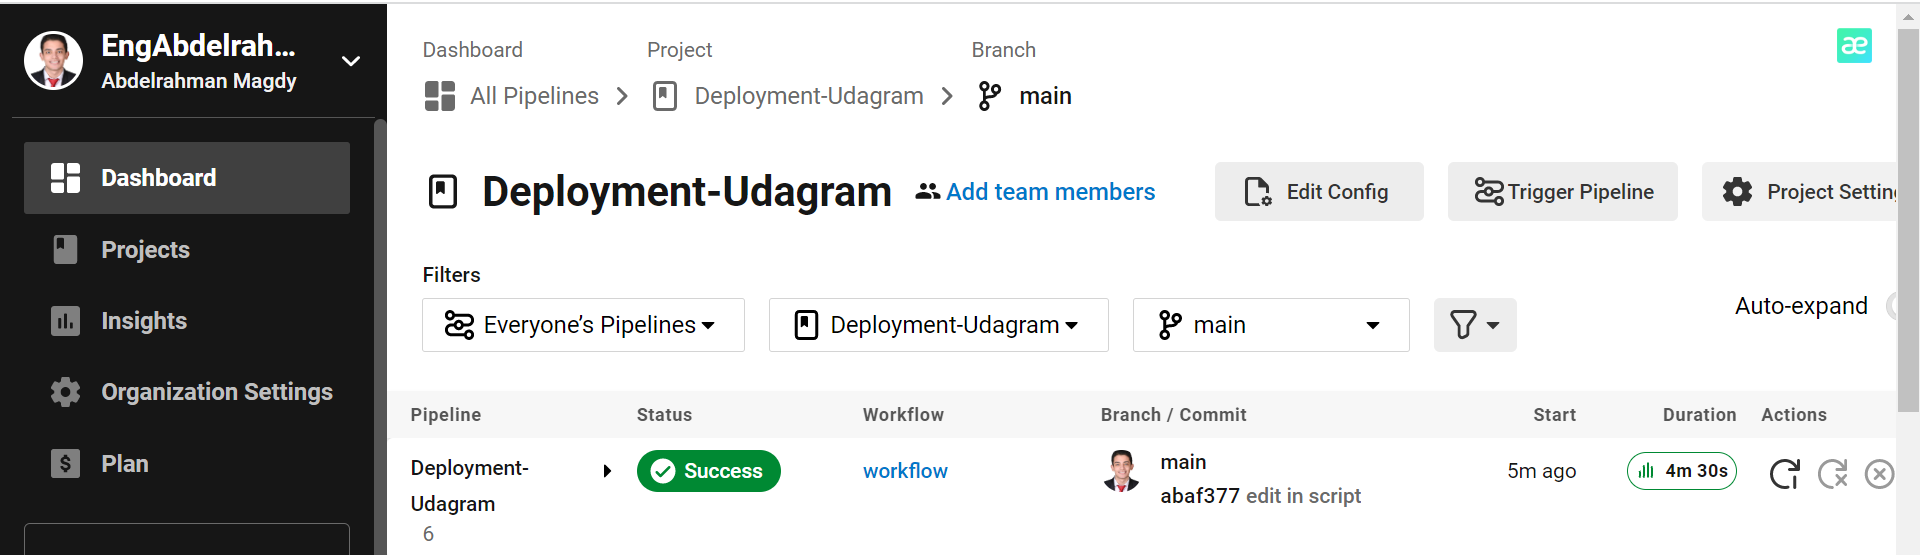 EngAbdelrah...
Abdelrahman Magdy
Dashboard
Projects
Insights
Organization Settings
Plan
Dashboard Project Branch
All Pipelines Deployment-Udagram main
æ
Deployment-Udagram Add team members Edit Config Trigger Pipeline Project Settin
Filters
Everyone’s Pipelines Deployment-Udagram main
Auto-expand
Pipeline Status Workflow Branch / Commit Start Duration Actions
Deployment-
Udagram
6
Success
workflow
main
abaf377 edit in script
5m ago
4m 30s